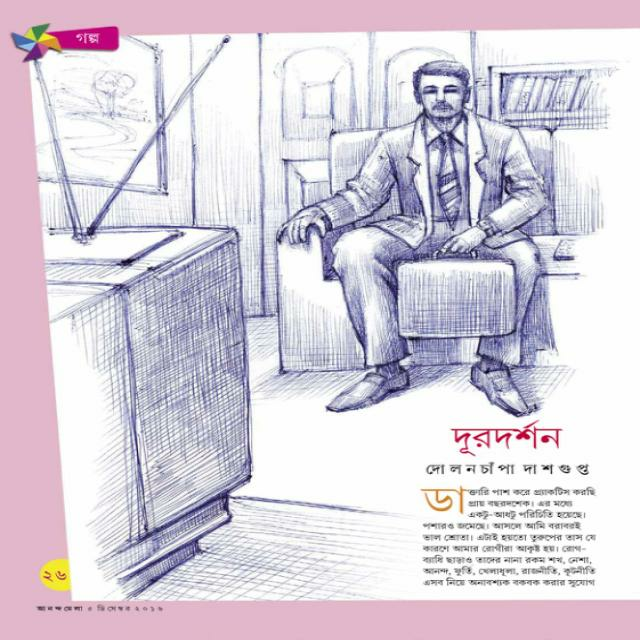 গল্প
দূরদর্শন
দোলনচাঁপা দাশগুপ্ত
ডাক্তারি পাশ করে প্র্যাকটিস করছি
প্রায় বছরদশেক। এর মধ্যে
একটু-আধটু পরিচিতি হয়েছে।
পশারও জমেছে। আসলে আমি বরাবরই
ভাল শ্রোতা। এটাই হয়তো তুরুপের তাস যে
কারণে আমার রোগীরা আকৃষ্ট হয়। রোগ-
ব্যাধি ছাড়াও তাদের নানা রকম শখ, নেশা,
আনন্দ, ফুর্তি, খেলাধুলা, রাজনীতি, কূটনীতি
এসব নিয়ে অনাবশ্যক বকবক করার সুযোগ
২৬
আনন্দমেলা ৫ ডিসেম্বর ২০১৬